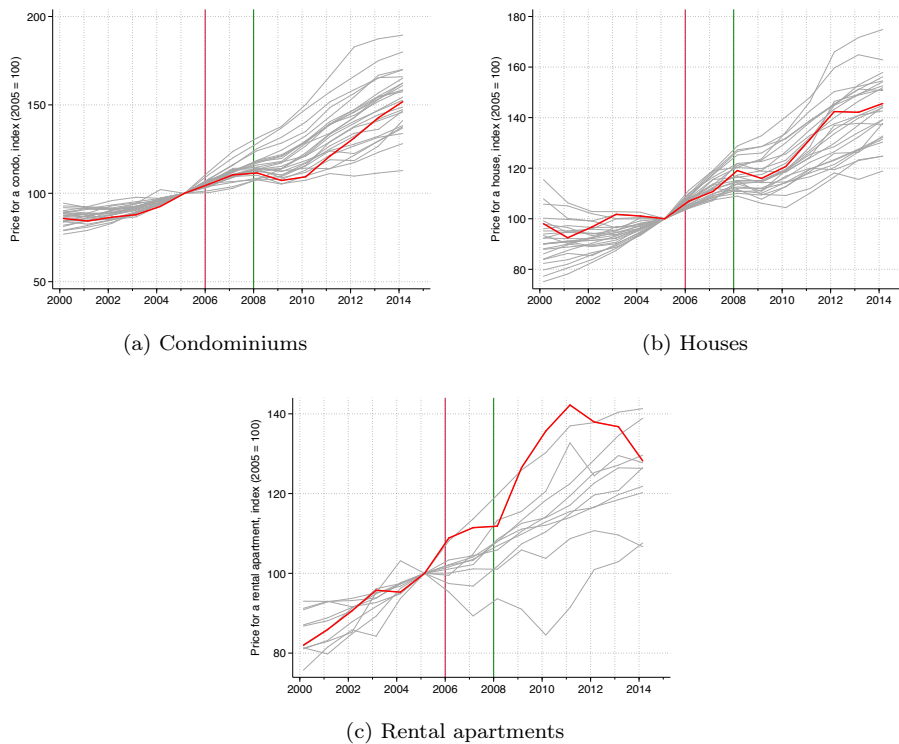 200
150
100
50
Price for a condo, index (2005 = 100)
2000 2002 2004 2006 2008 2010 2012 2014
(a) Condominiums
180
160
140
120
100
80
Price for a house, index (2005 = 100)
2000 2002 2004 2006 2008 2010 2012 2014
(b) Houses
140
120
100
80
Price for a rental apartment, index (2005 = 100)
2000 2002 2004 2006 2008 2010 2012 2014
(c) Rental apartments